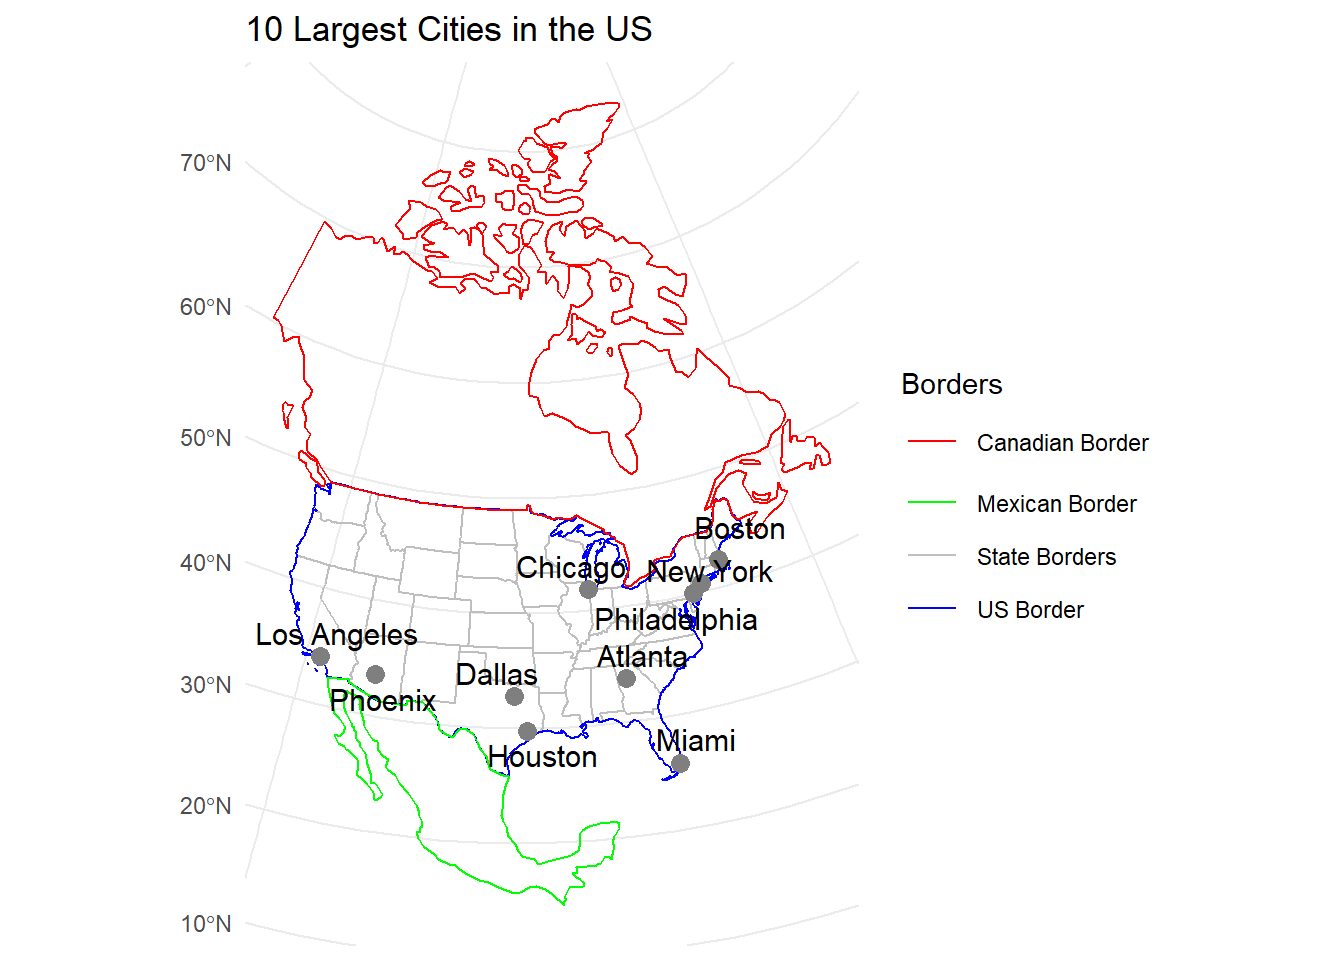 10 Largest Cities in the US
70°N
60°N
50°N
40°N
30°N
20°N
10°N
Boston
Chicago
New York
Philadelphia
Los Angeles
Atlanta
Dallas
Phoenix
Miami
Houston
Borders
Canadian Border
Mexican Border
State Borders
US Border